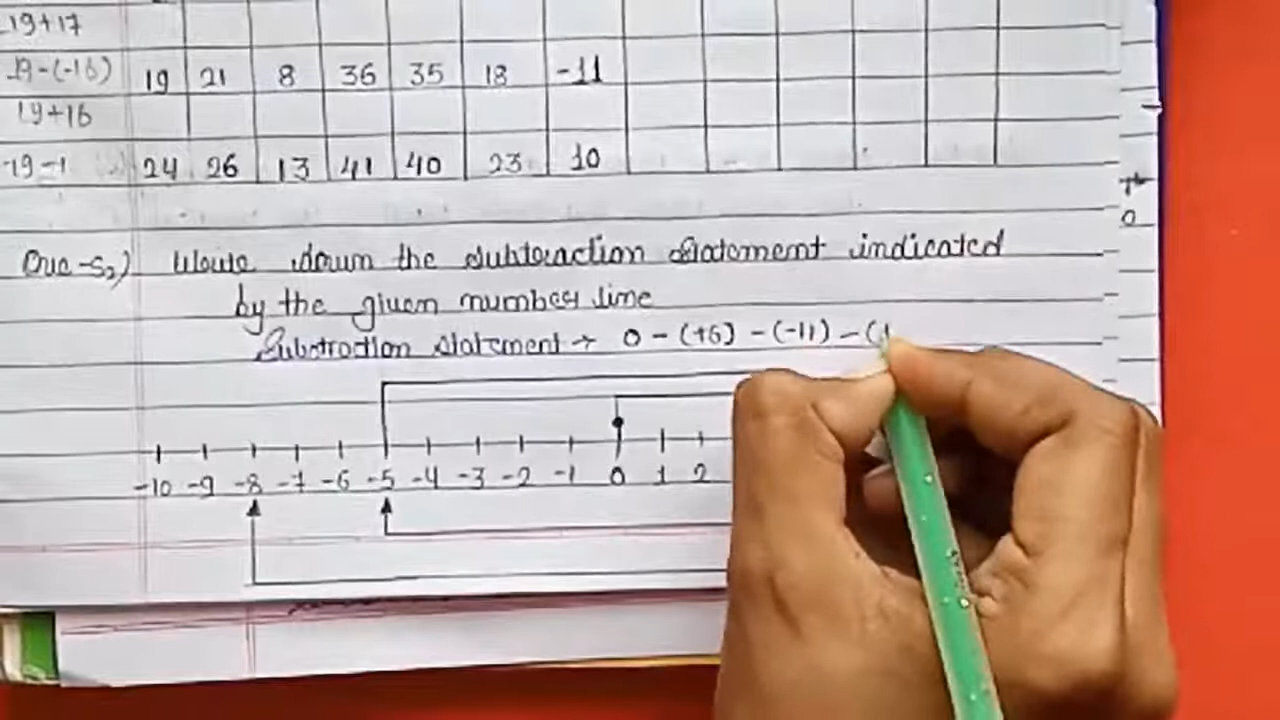 19+17
19-(-16) 19 21 8 36 35 18 -11
19+16
-19-1 24 26 13 41 40 23 10
Que-52) Write down the subtraction statement indicated
by the given number line
Subtraction statement → 0 - (+6) - (-11) - (
-10 -9 -8 -7 -6 -5 -4 -3 -2 -1 0 1 2